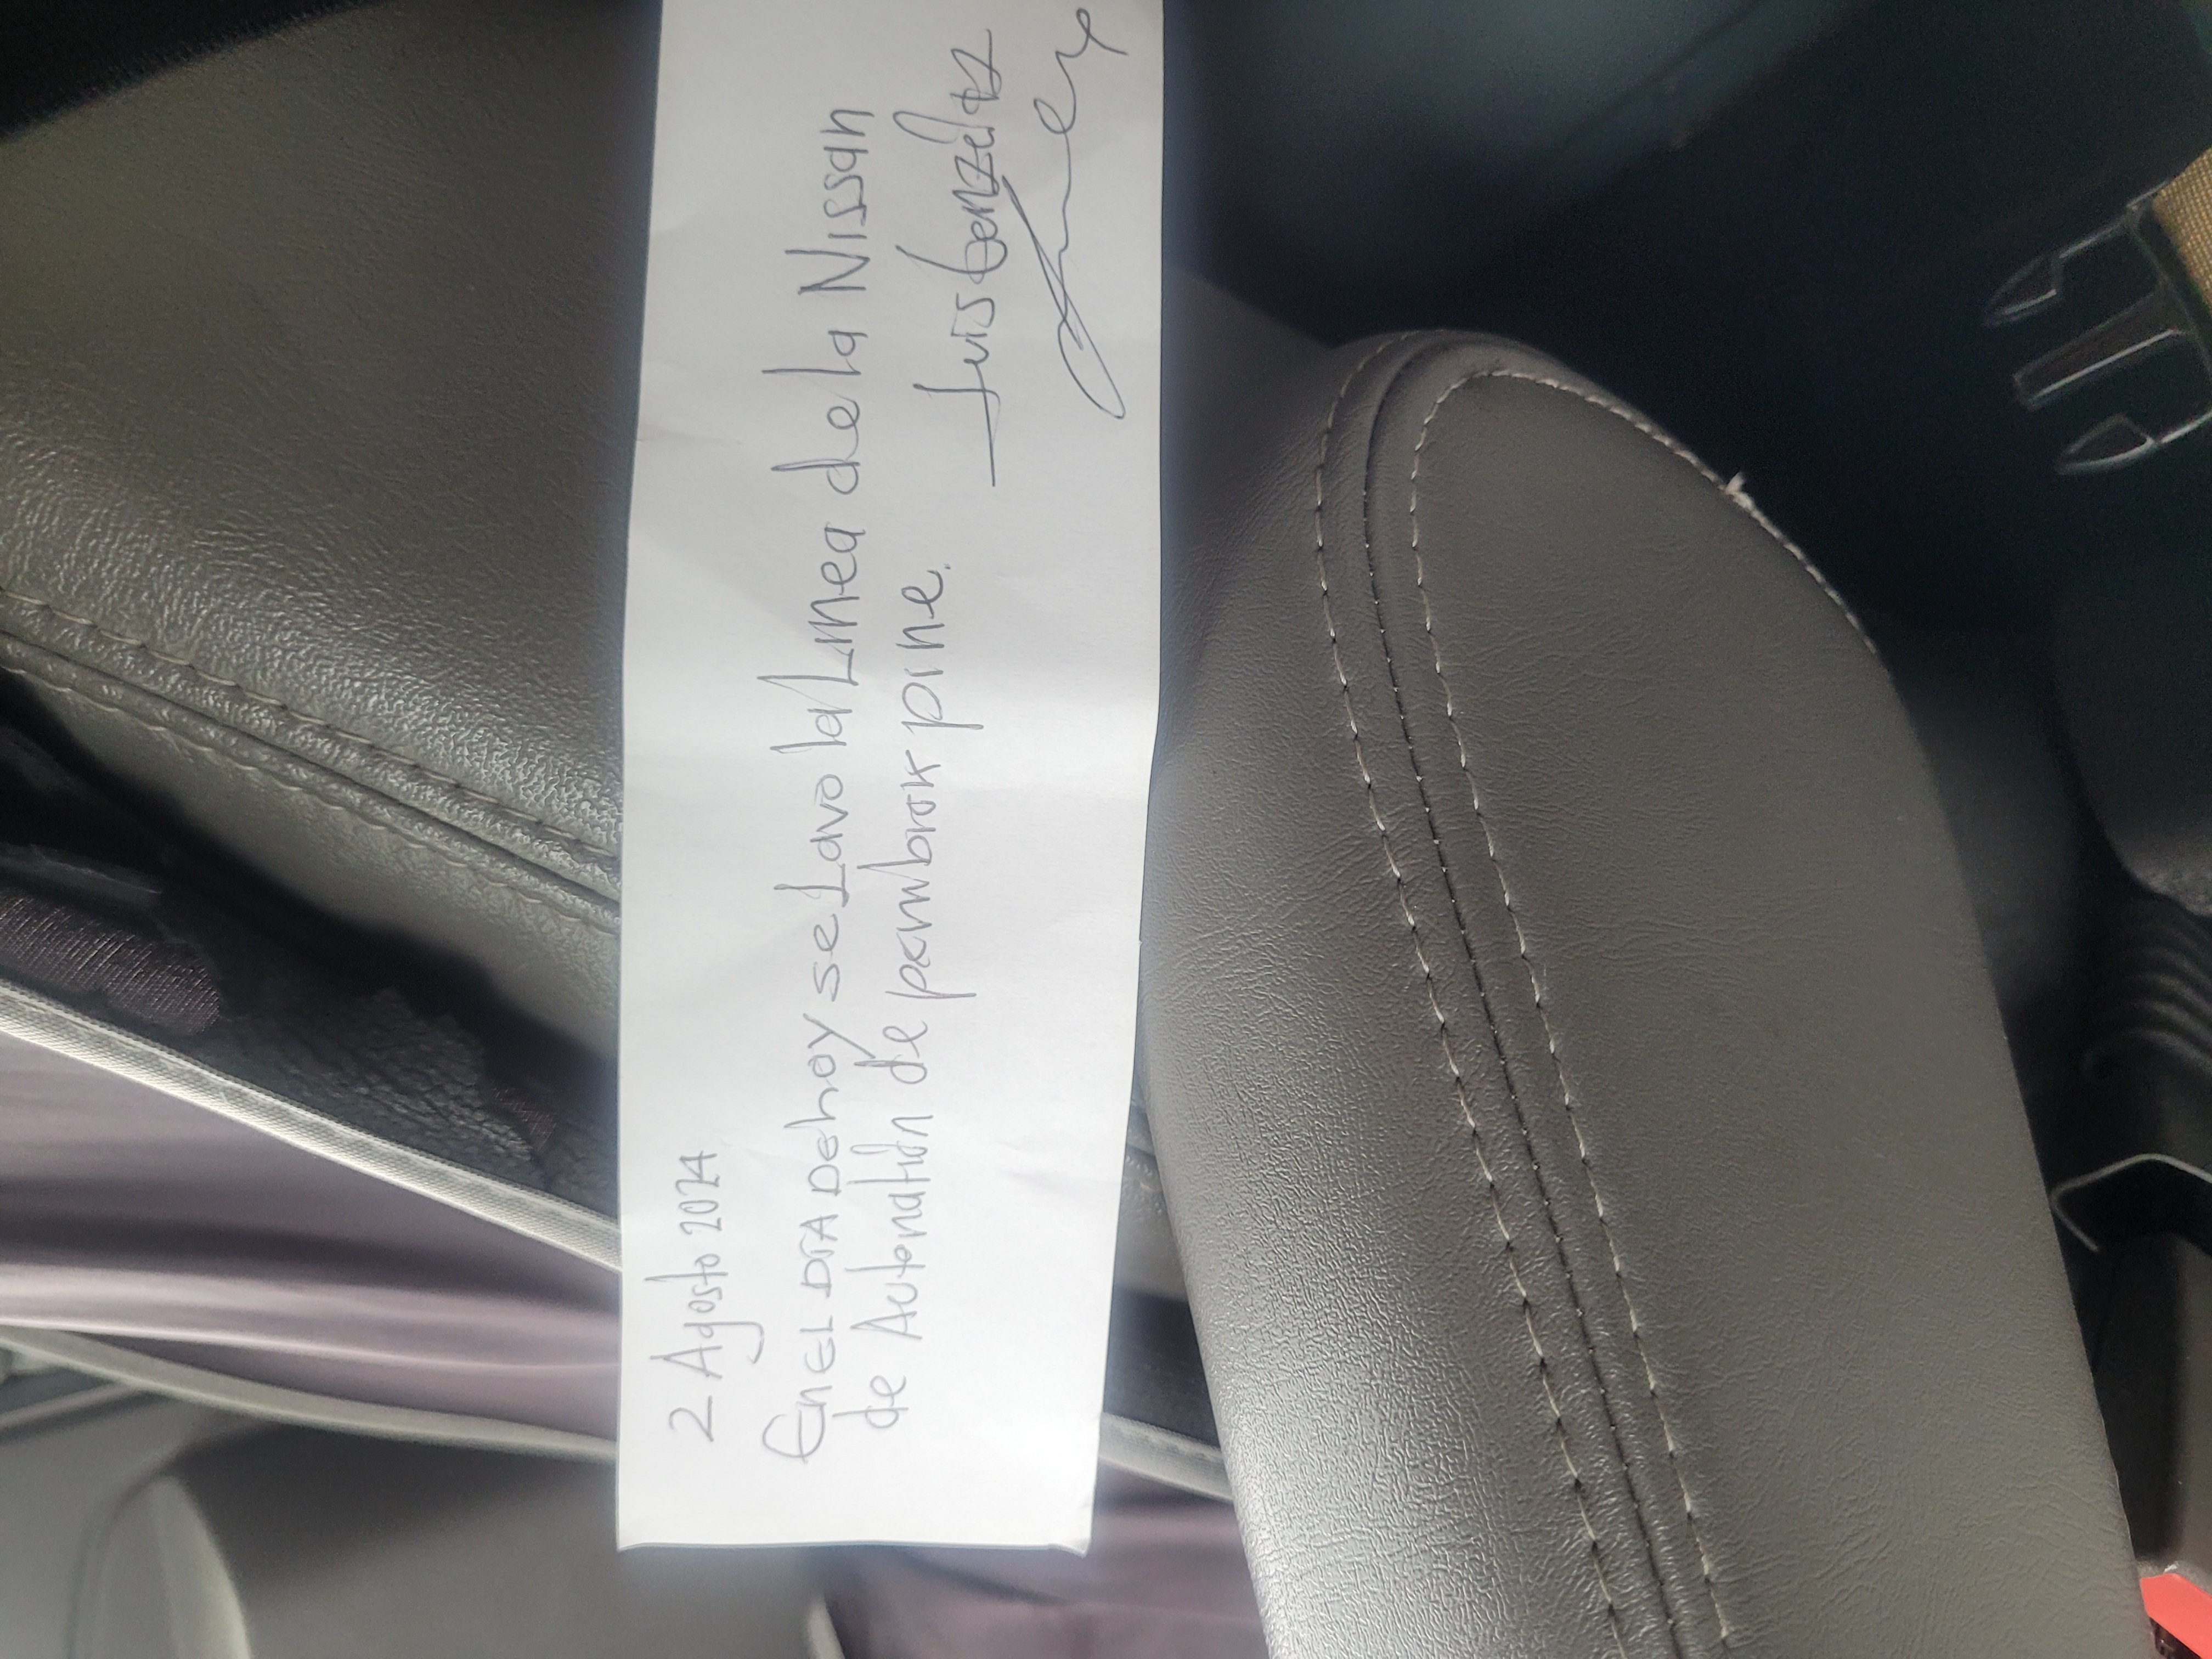 2 Agosto 2024
En EL DIA De hoy se Lavo la Linea de la Nissan
de Autonation de pembrok pine.
Luis Gonzalez